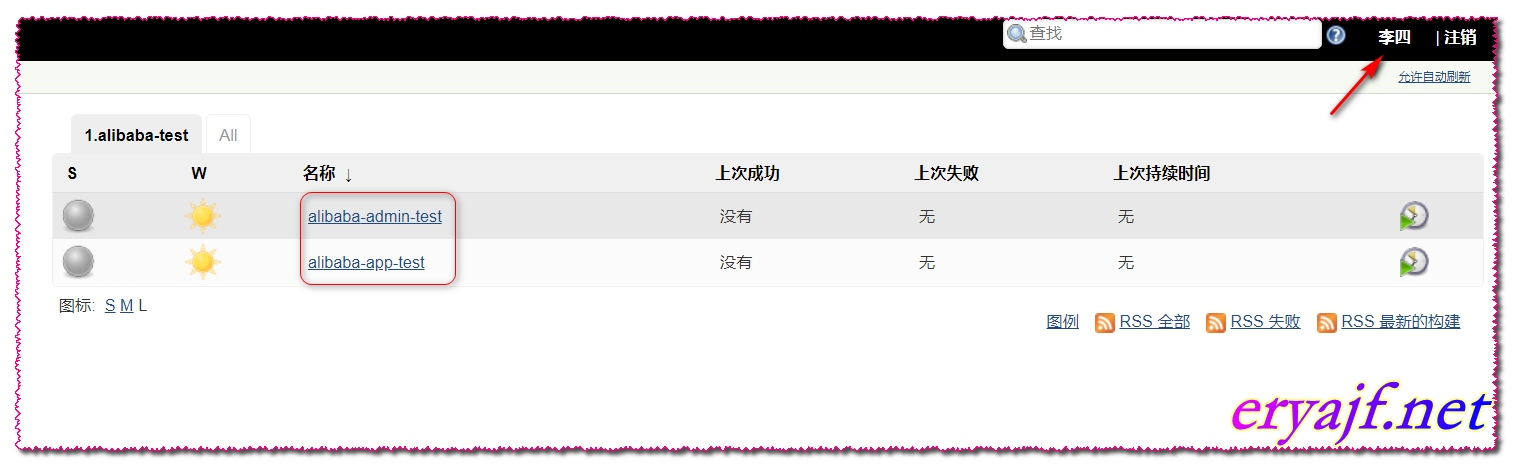 查找 李四 | 注销
允许自动刷新
1.alibaba-test All
S W 名称 ↓ 上次成功 上次失败 上次持续时间
alibaba-admin-test 没有 无 无
alibaba-app-test 没有 无 无
图标: S M L
图例 RSS 全部 RSS 失败 RSS 最新的构建
eryajf.net